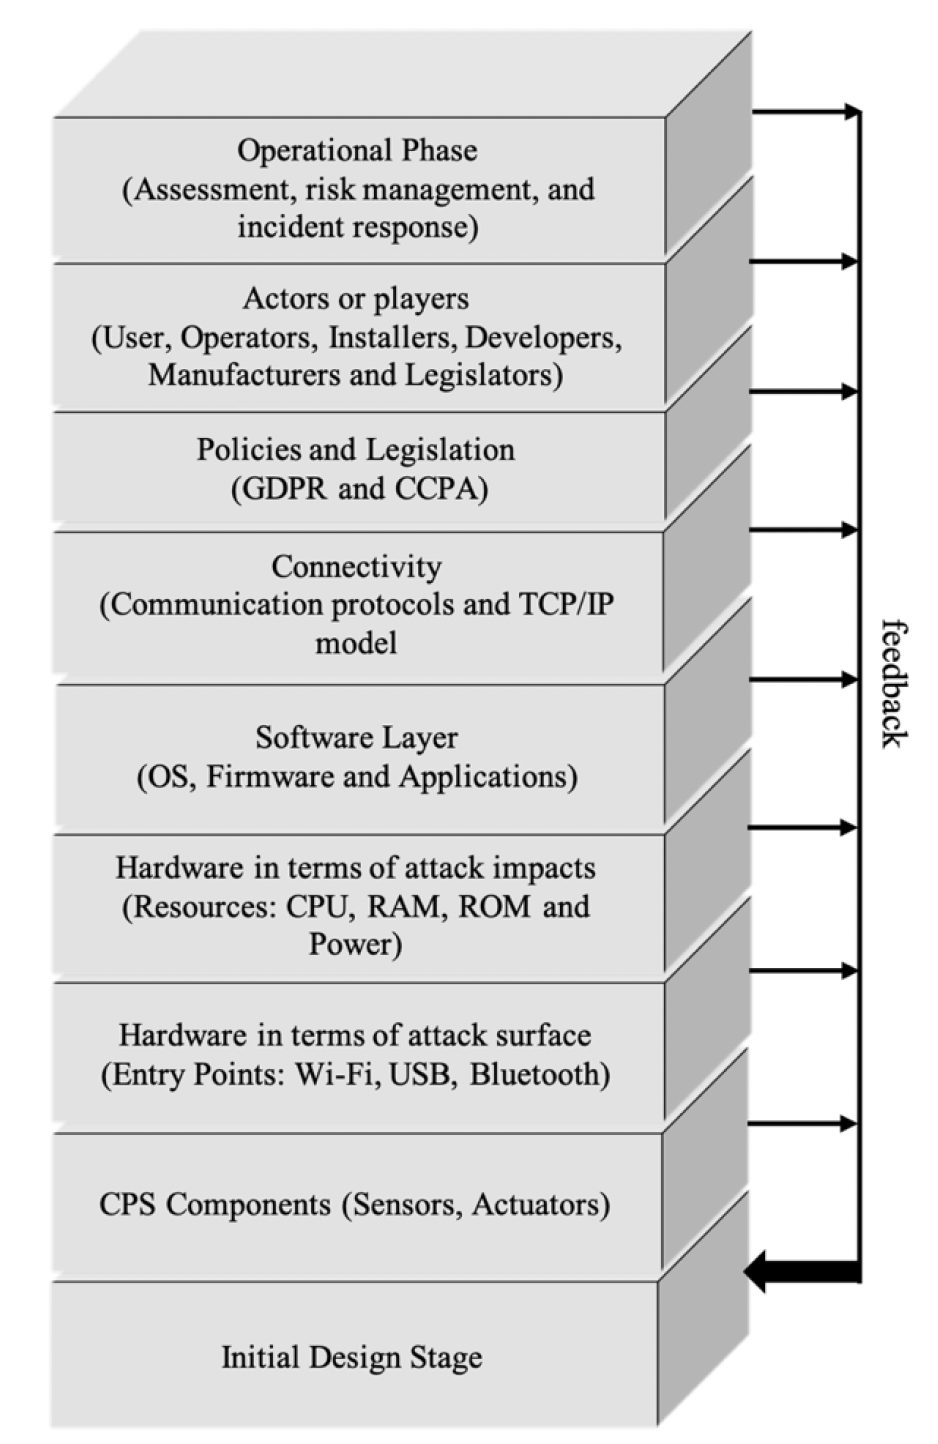 Operational Phase
(Assessment, risk management, and
incident response)
Actors or players
(User, Operators, Installers, Developers,
Manufacturers and Legislators)
Policies and Legislation
(GDPR and CCPA)
Connectivity
(Communication protocols and TCP/IP
model
Software Layer
(OS, Firmware and Applications)
Hardware in terms of attack impacts
(Resources: CPU, RAM, ROM and
Power)
Hardware in terms of attack surface
(Entry Points: Wi-Fi, USB, Bluetooth)
CPS Components (Sensors, Actuators)
Initial Design Stage
feedback